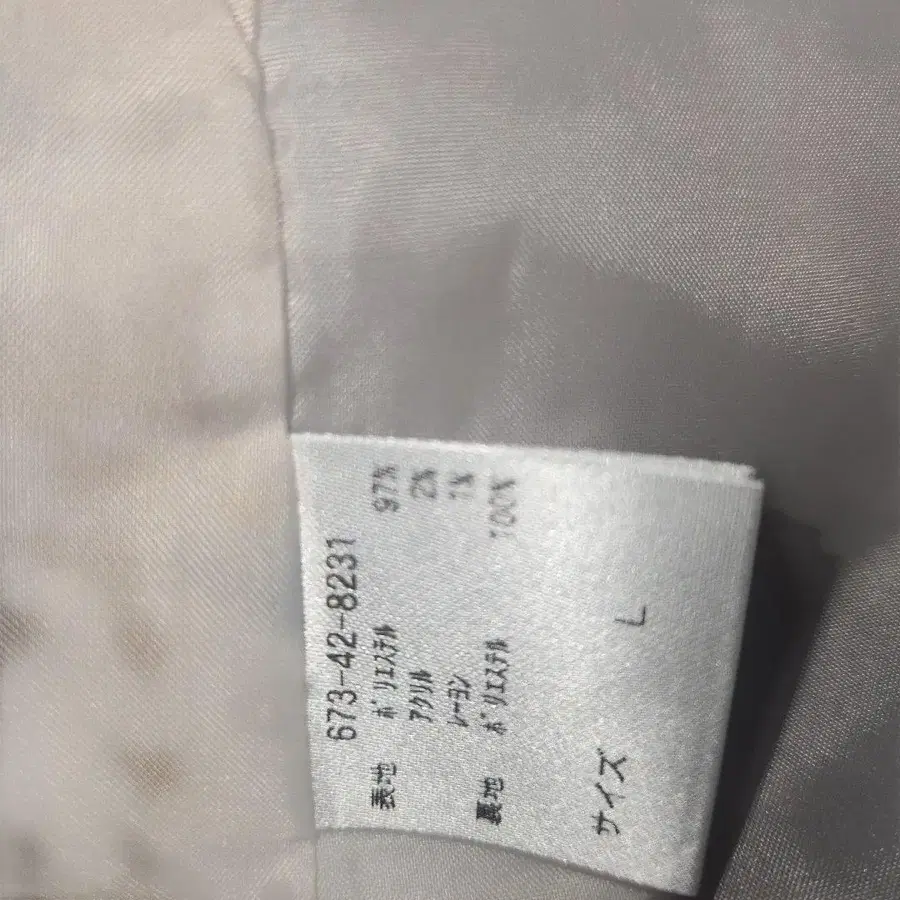 673-42-8231
表地 ポリエステル 97%
アクリル 2%
レーヨン 1%
裏地 ポリエステル 100%
サイズ L